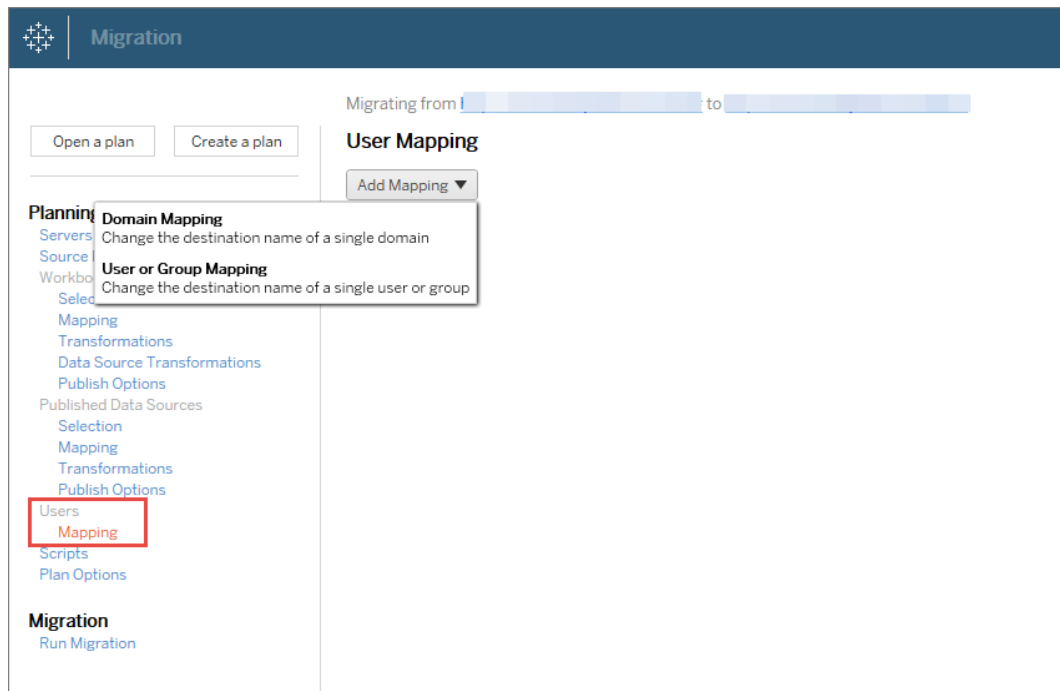 Migration
Migrating from to
Open a plan
Create a plan
User Mapping
Add Mapping ▼
Domain Mapping
Change the destination name of a single domain
User or Group Mapping
Change the destination name of a single user or group
Planning
Servers
Source
Selec
Mapping
Transformations
Data Source Transformations
Publish Options
Published Data Sources
Selection
Mapping
Transformations
Publish Options
Users
Mapping
Scripts
Plan Options
Migration
Run Migration